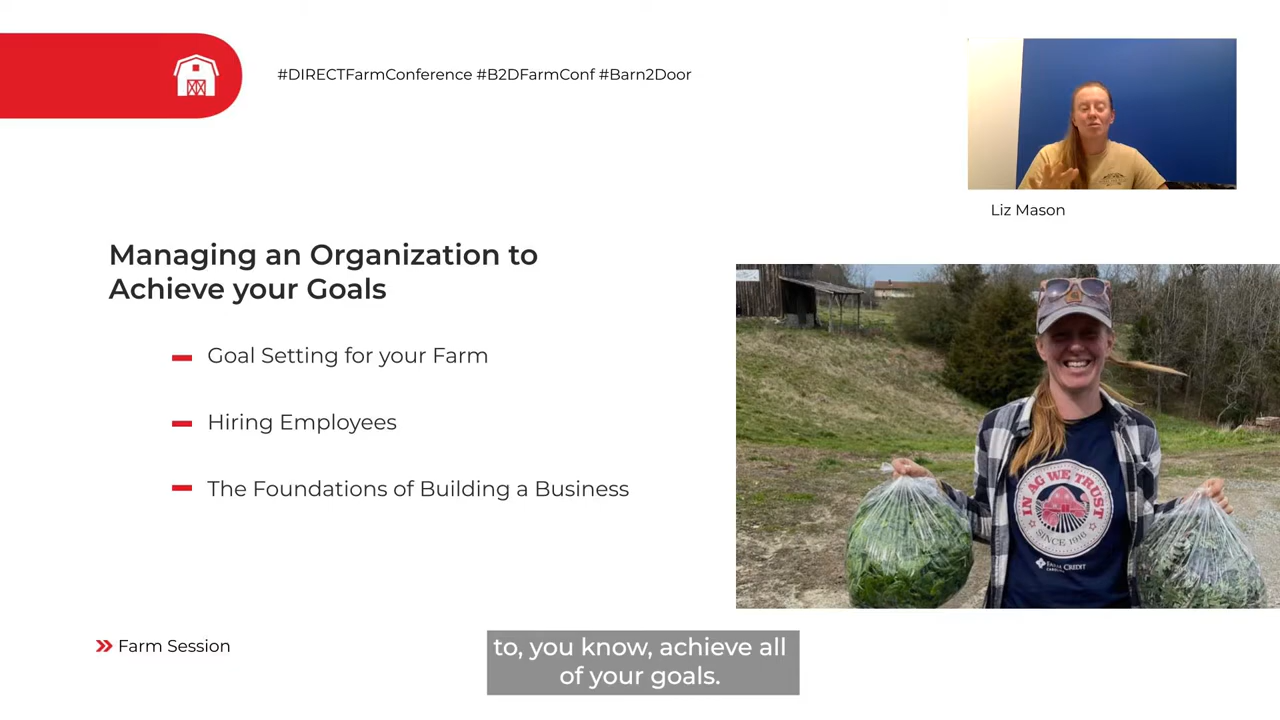 #DIRECTFarmConference #B2DFarmConf #Barn2Door
Liz Mason
Managing an Organization to
Achieve your Goals
Goal Setting for your Farm
Hiring Employees
The Foundations of Building a Business
IN AG WE TRUST
SINCE 1916
FARM CREDIT
Farm Session
to, you know, achieve all
of your goals.